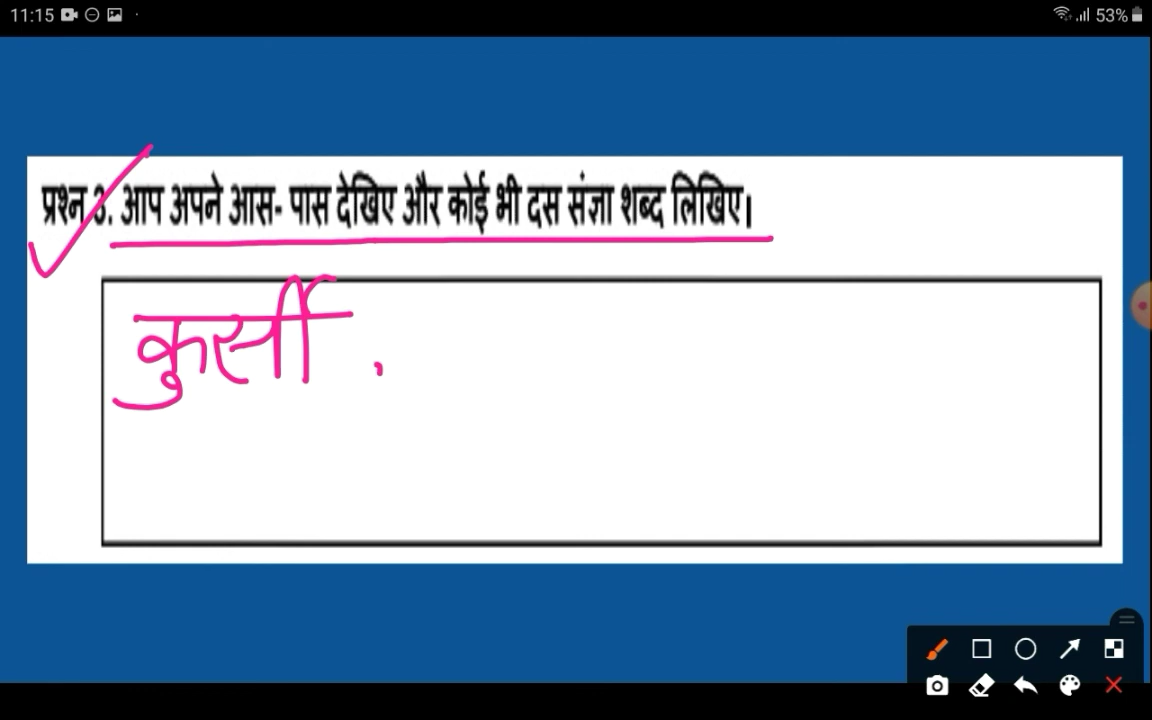 11:15 53%
प्रश्न 3. आप अपने आस- पास देखिए और कोई भी दस संज्ञा शब्द लिखिए।
कुर्सी .